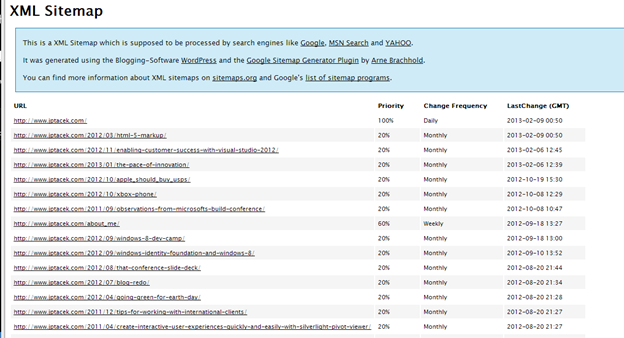 XML Sitemap
This is a XML Sitemap which is supposed to be processed by search engines like Google, MSN Search and YAHOO.
It was generated using the Blogging-Software WordPress and the Google Sitemap Generator Plugin by Arne Brachhold.
You can find more information about XML sitemaps on sitemaps.org and Google's list of sitemap programs.
URL Priority Change Frequency LastChange (GMT)
http://www.jptacek.com/ 100% Daily 2013-02-09 00:50
http://www.jptacek.com/2012/03/html-5-markup/ 20% Monthly 2013-02-09 00:50
http://www.jptacek.com/2012/11/enabling-customer-success-with-visual-studio-2012/ 20% Monthly 2013-02-06 12:45
http://www.jptacek.com/2013/01/the-pace-of-innovation/ 20% Monthly 2013-02-06 12:39
http://www.jptacek.com/2012/10/apple_should_buy_usps/ 20% Monthly 2012-10-19 15:30
http://www.jptacek.com/2012/10/xbox-phone/ 20% Monthly 2012-10-08 12:29
http://www.jptacek.com/2011/09/observations-from-microsofts-build-conference/ 20% Monthly 2012-10-08 10:47
http://www.jptacek.com/about_me/ 60% Weekly 2012-09-18 13:27
http://www.jptacek.com/2012/09/windows-8-dev-camp/ 20% Monthly 2012-09-18 13:00
http://www.jptacek.com/2012/09/windows-identity-foundation-and-windows-8/ 20% Monthly 2012-09-10 13:52
http://www.jptacek.com/2012/08/that-conference-slide-deck/ 20% Monthly 2012-08-20 21:44
http://www.jptacek.com/2012/07/blog-redo/ 20% Monthly 2012-08-20 21:34
http://www.jptacek.com/2012/04/going-green-for-earth-day/ 20% Monthly 2012-08-20 21:28
http://www.jptacek.com/2011/12/tips-for-working-with-international-clients/ 20% Monthly 2012-08-20 21:27
http://www.jptacek.com/2011/04/create-interactive-user-experiences-quickly-and-easily-with-silverlight-pivot-viewer/ 20% Monthly 2012-08-20 21:27